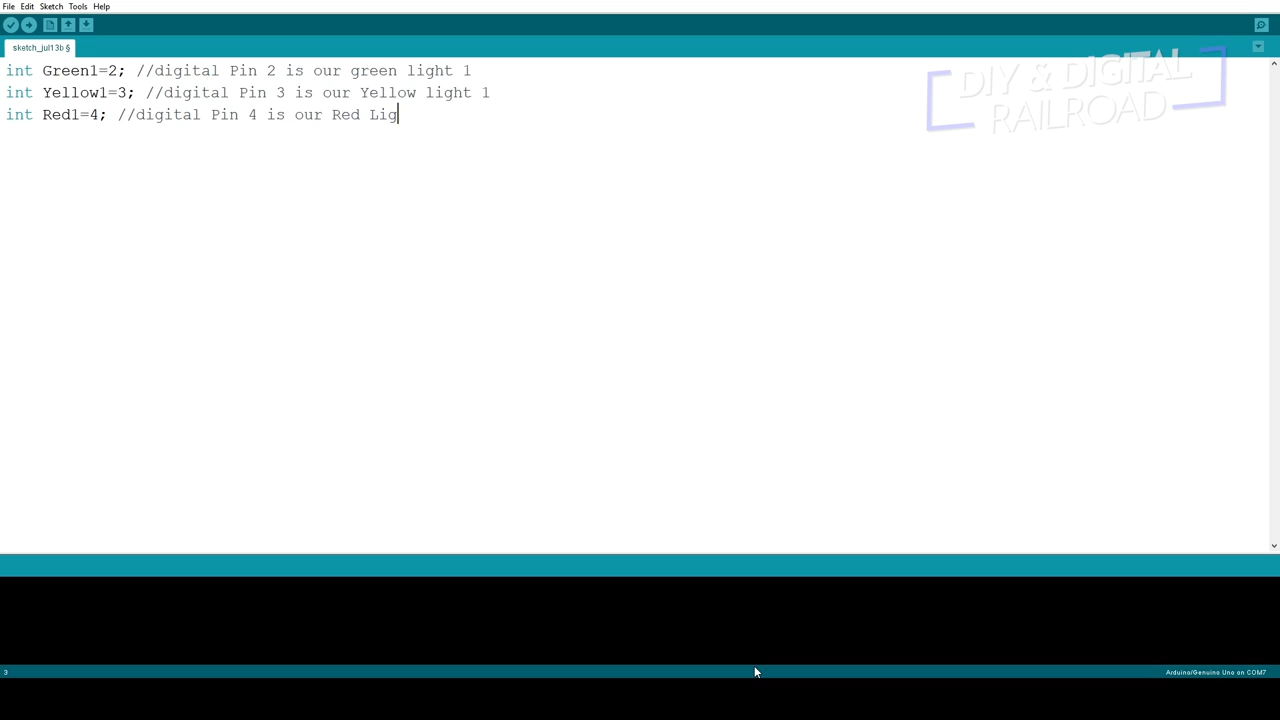 File Edit Sketch Tools Help
sketch_jul13b §
int Green1=2; //digital Pin 2 is our green light 1
int Yellow1=3; //digital Pin 3 is our Yellow light 1
int Red1=4; //digital Pin 4 is our Red Lig
DIY & DIGITAL
RAILROAD
3
Arduino/Genuino Uno on COM7